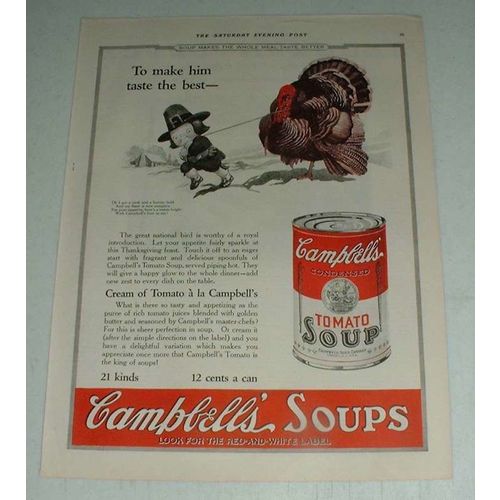 THE SATURDAY EVENING POST
SOUP MAKES THE WHOLE MEAL TASTE BETTER
To make him
taste the best—
With Campbell's
The great national bird is worthy of a royal
introduction. Let your appetite fairly sparkle at
this Thanksgiving feast. Touch it off to an eager
start with fragrant and delicious spoonfuls of
Campbell's Tomato Soup, served piping hot. They
will give a happy glow to the whole dinner—add
new zest to every dish on the table.
Cream of Tomato à la Campbell's
What is there so tasty and appetizing as the
puree of rich tomato juices blended with golden
butter and seasoned by Campbell's master-chefs?
For this is sheer perfection in soup. Or cream it
(after the simple directions on the label) and you
have a delightful variation which makes you
appreciate once more that Campbell's Tomato is
the king of soups!
21 kinds 12 cents a can
Campbell's
CONDENSED
TOMATO
SOUP
Campbell's SOUPS
LOOK FOR THE RED-AND-WHITE LABEL